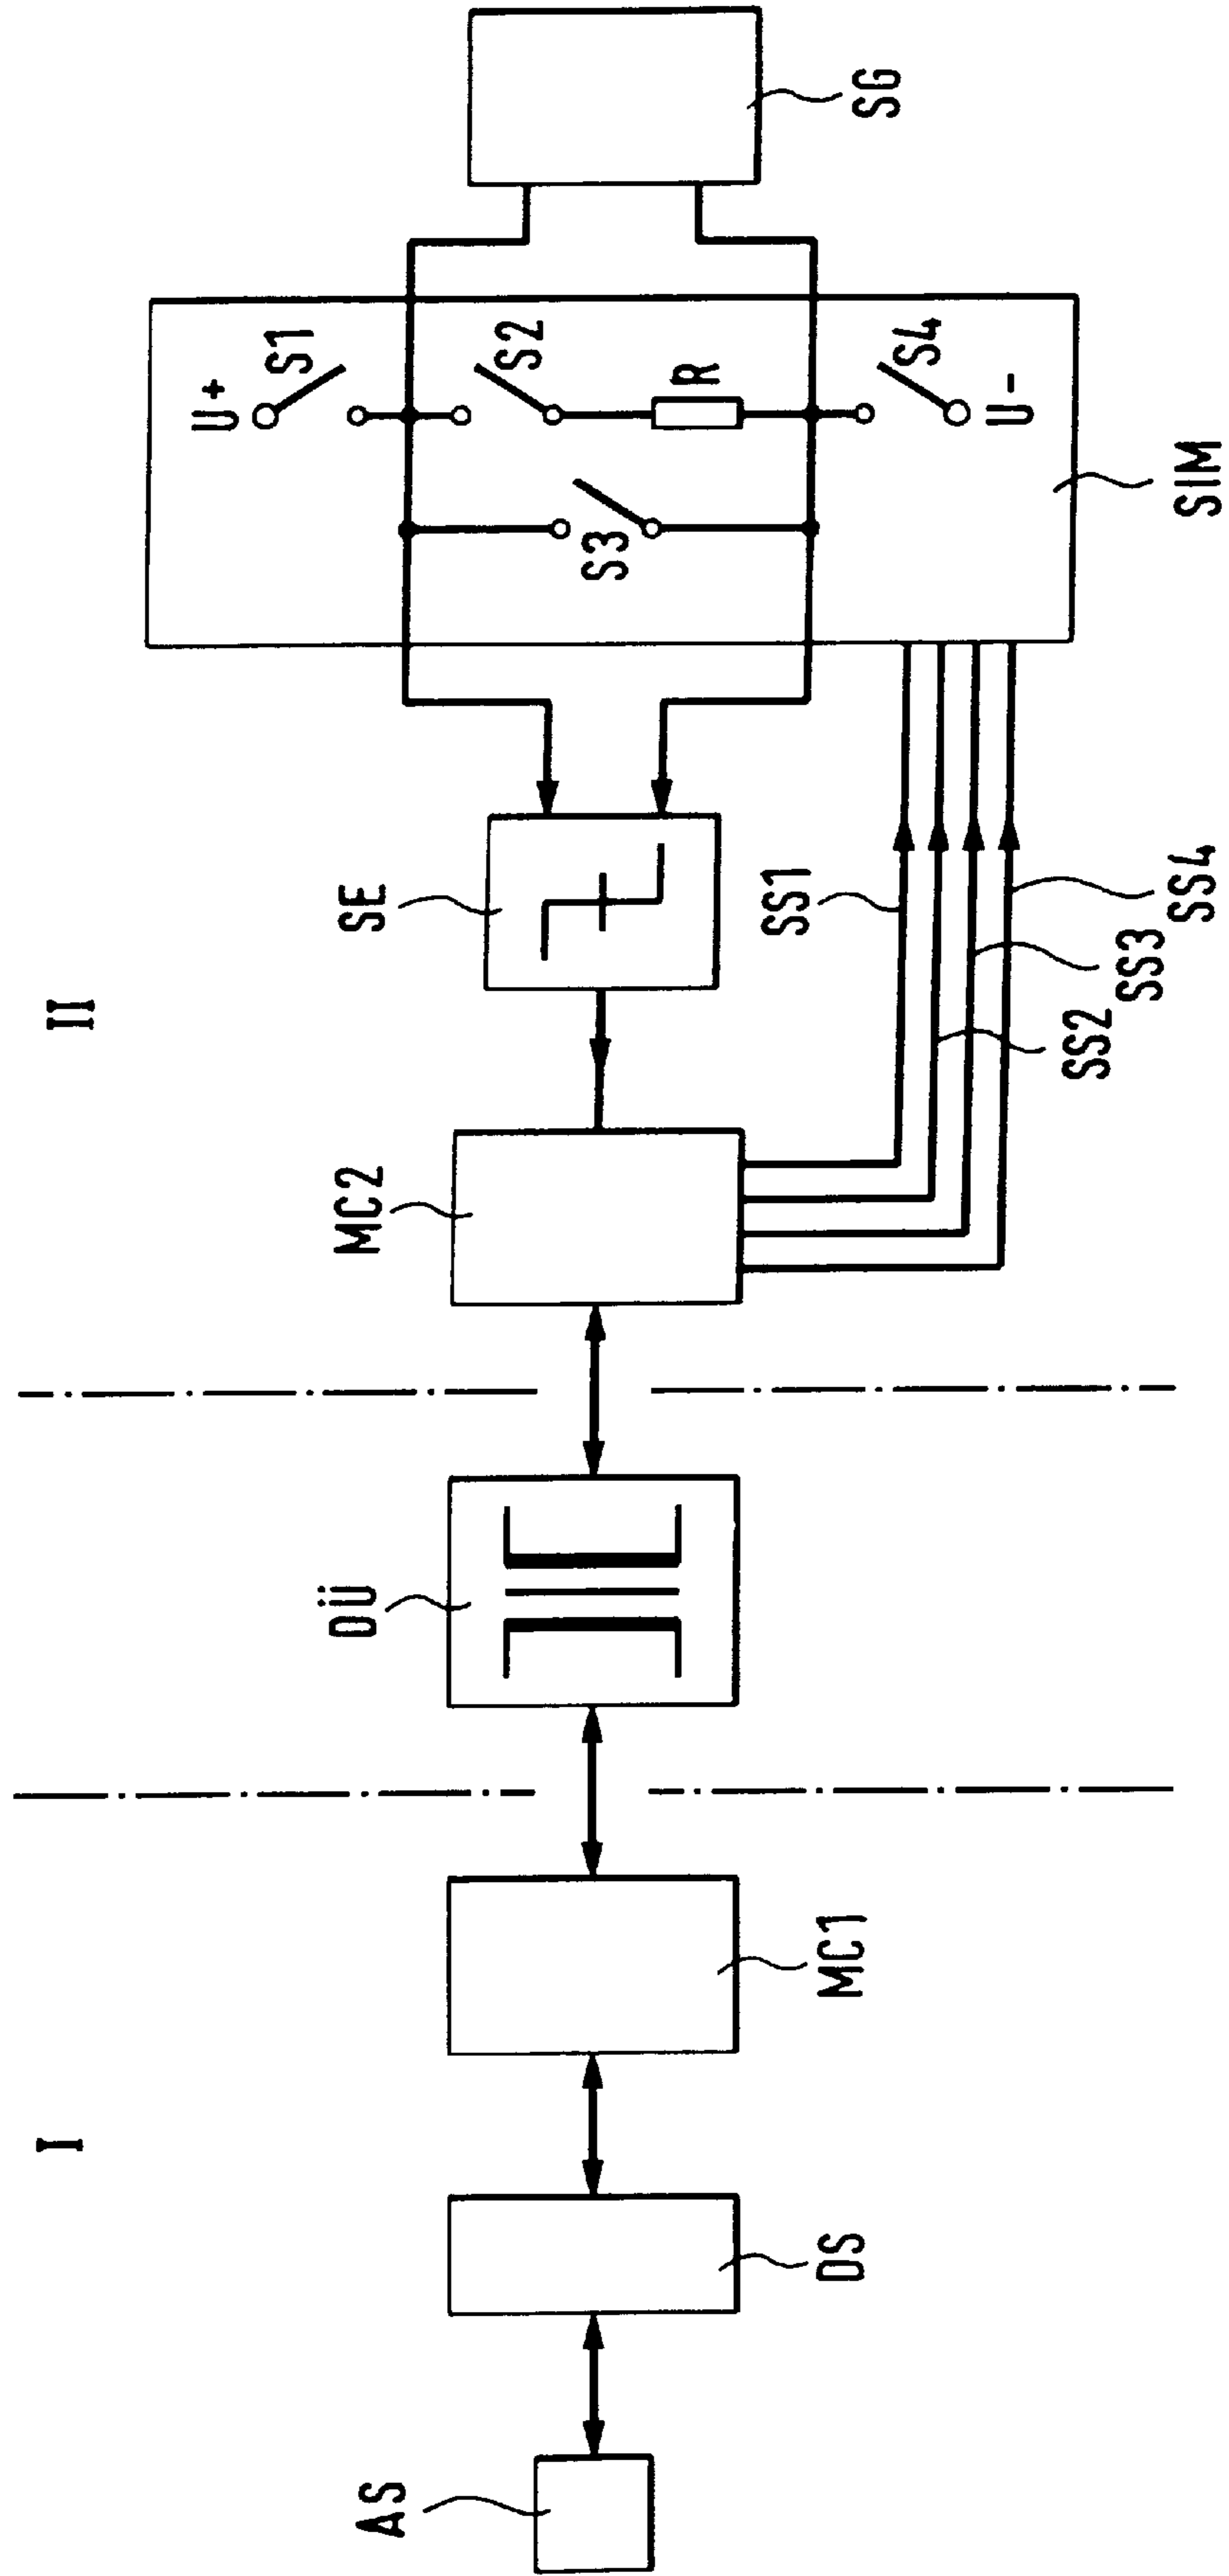 I
II
AS
DS
MC1
DÜ
MC2
SE
SS1
SS2
SS3
SS4
U+
S1
S2
S3
R
S4
U-
SIM
SG